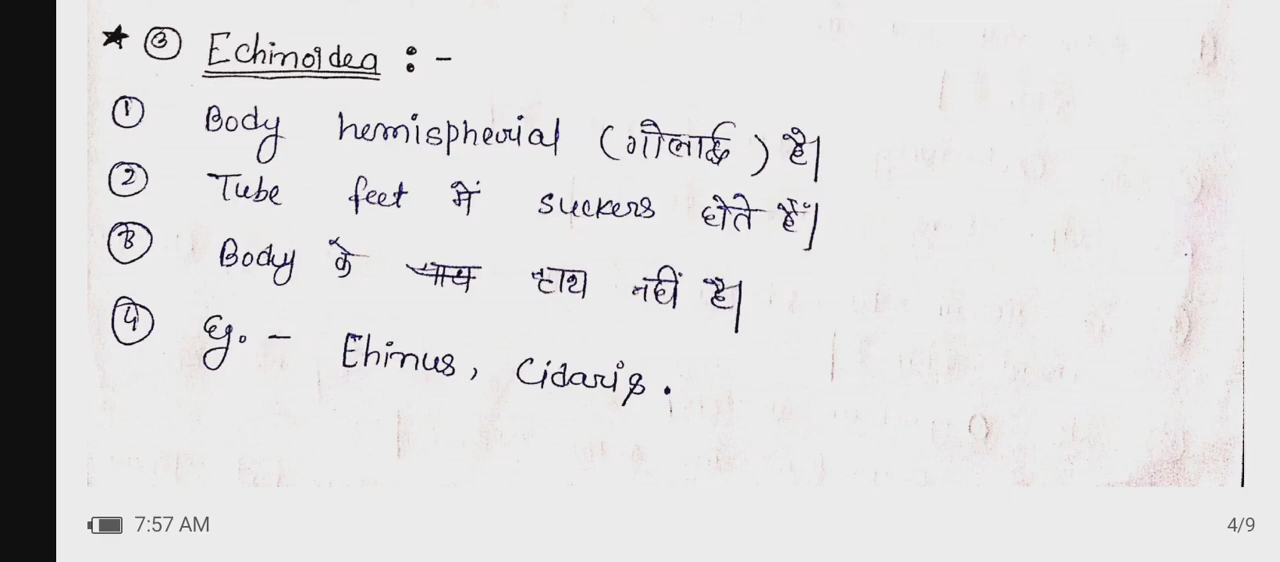 ★ ③ Echinoidea :-
① Body hemispherial (गोलार्द्ध) है।
② Tube feet में suckers होते हैं।
③ Body के हाथ नहीं है।
④ Eg. - Ehinus, Cidaris.
7:57 AM 4/9